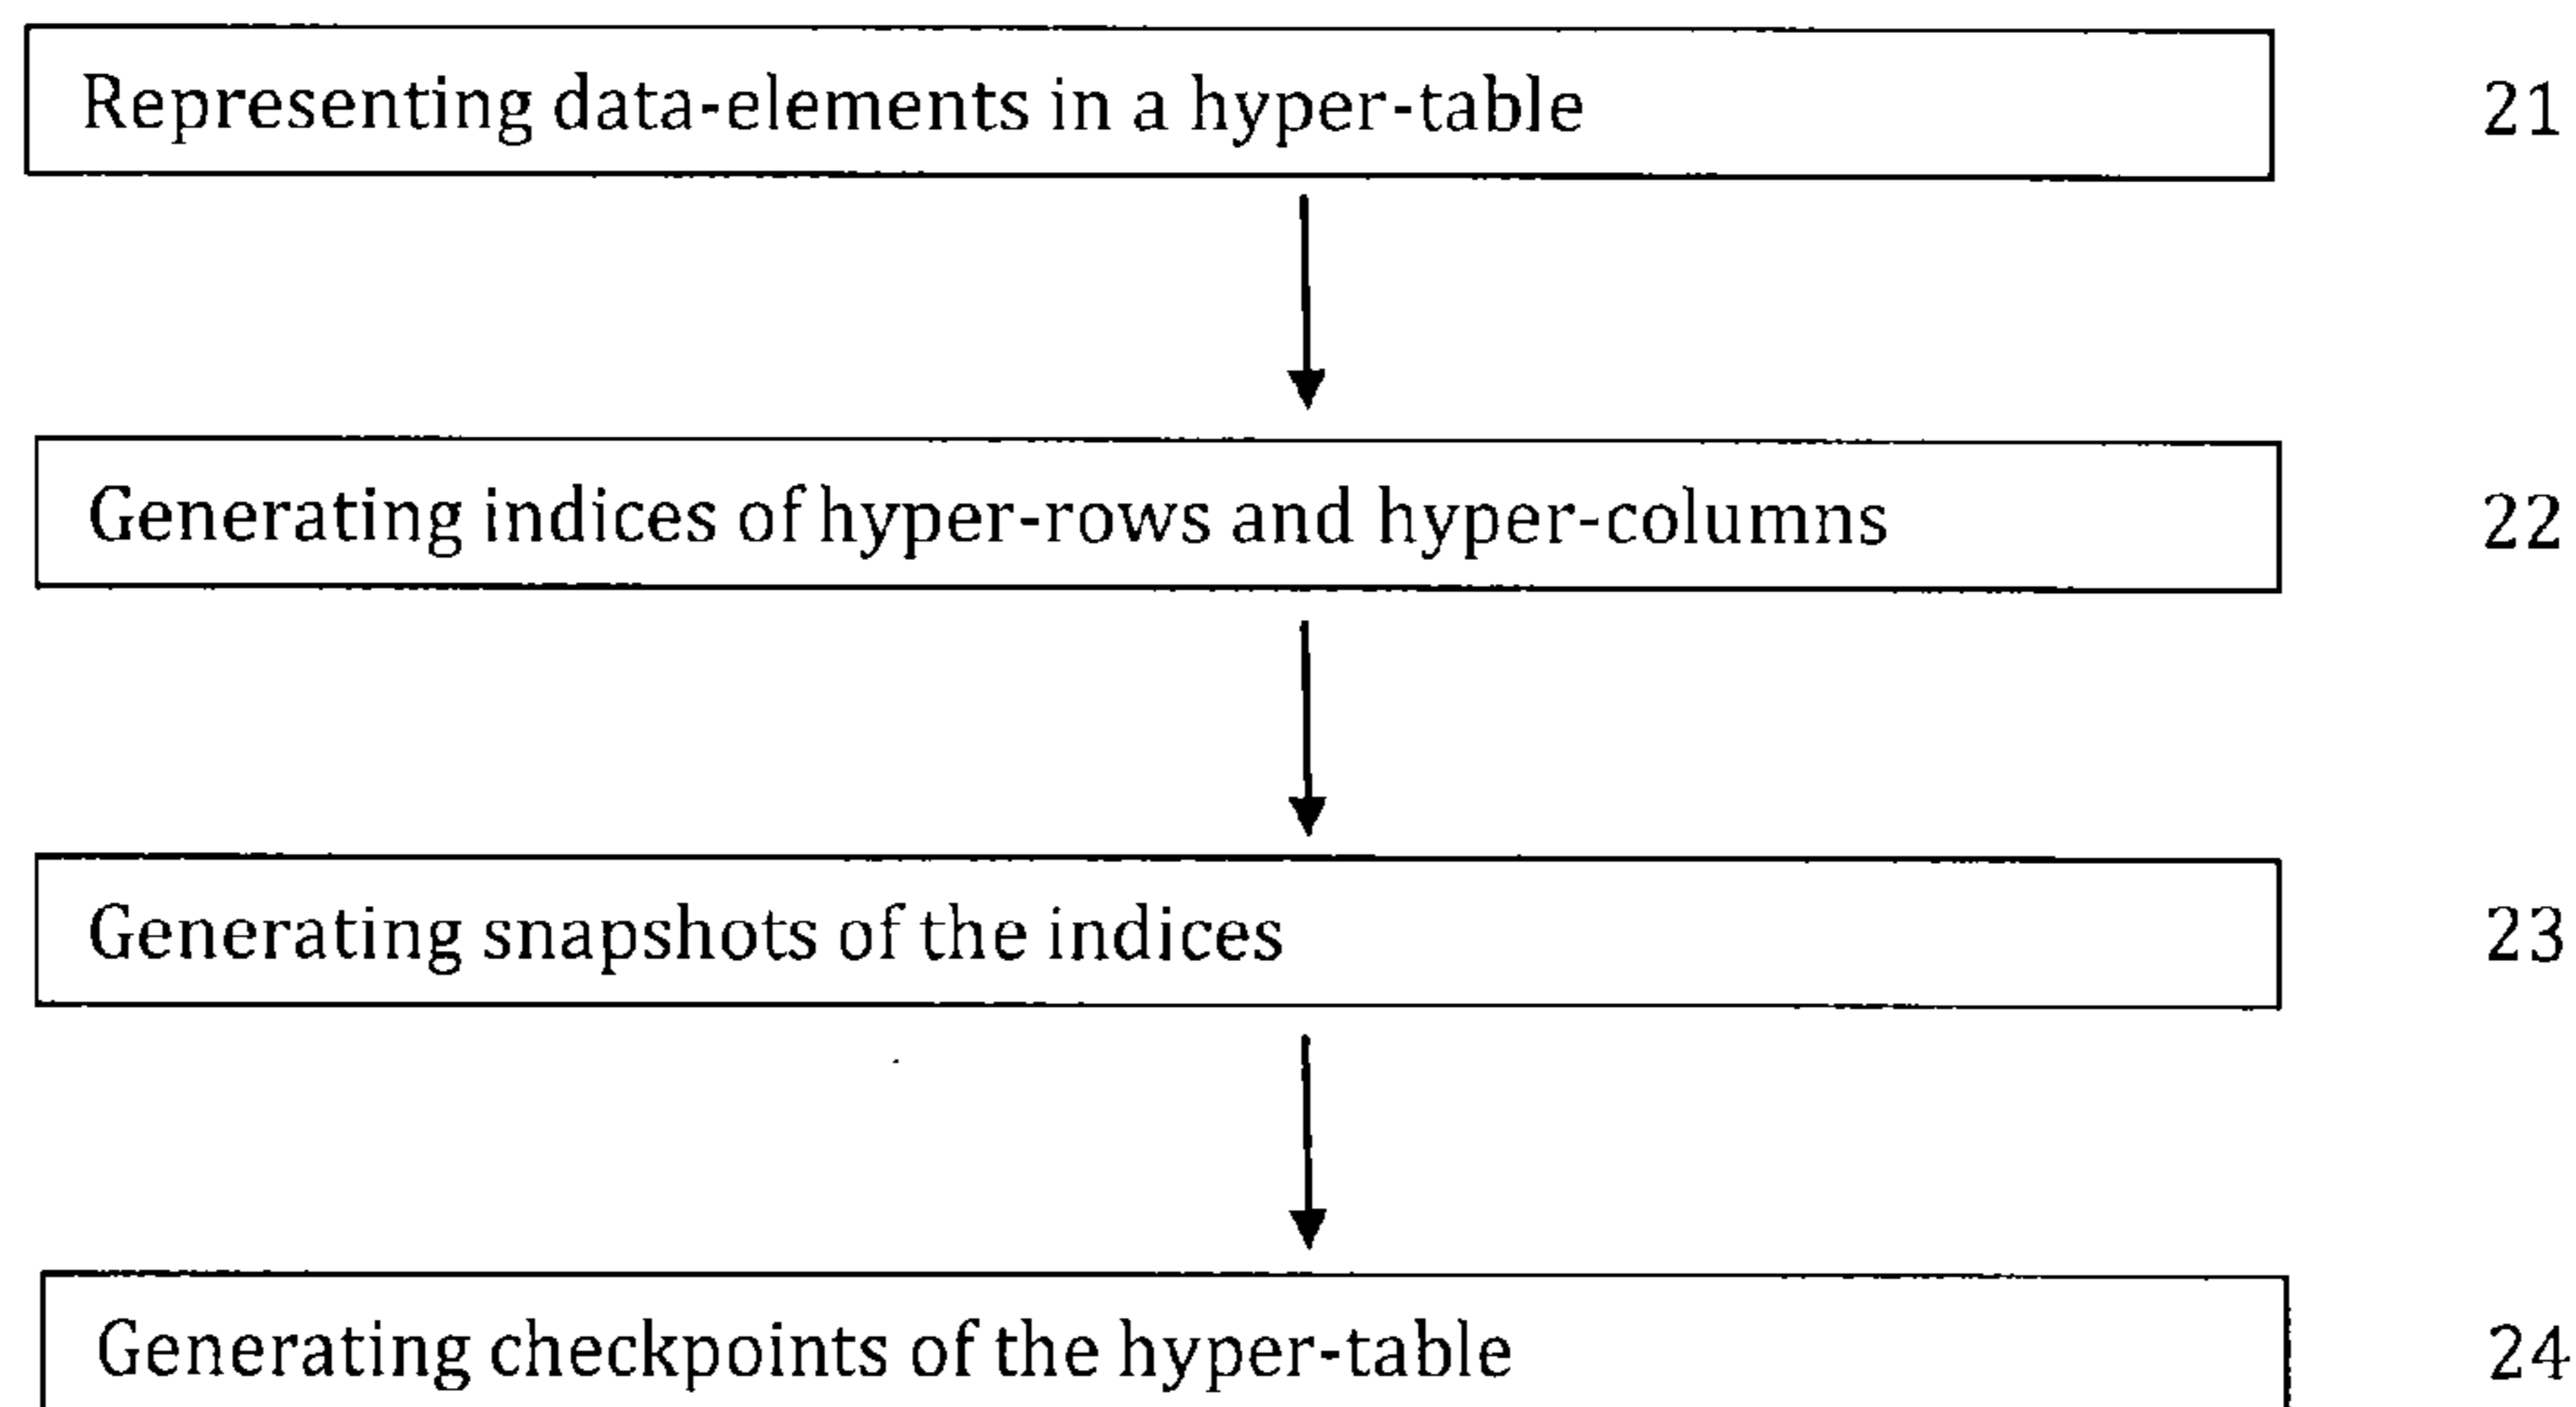 Representing data-elements in a hyper-table 21
Generating indices of hyper-rows and hyper-columns 22
Generating snapshots of the indices 23
Generating checkpoints of the hyper-table 24